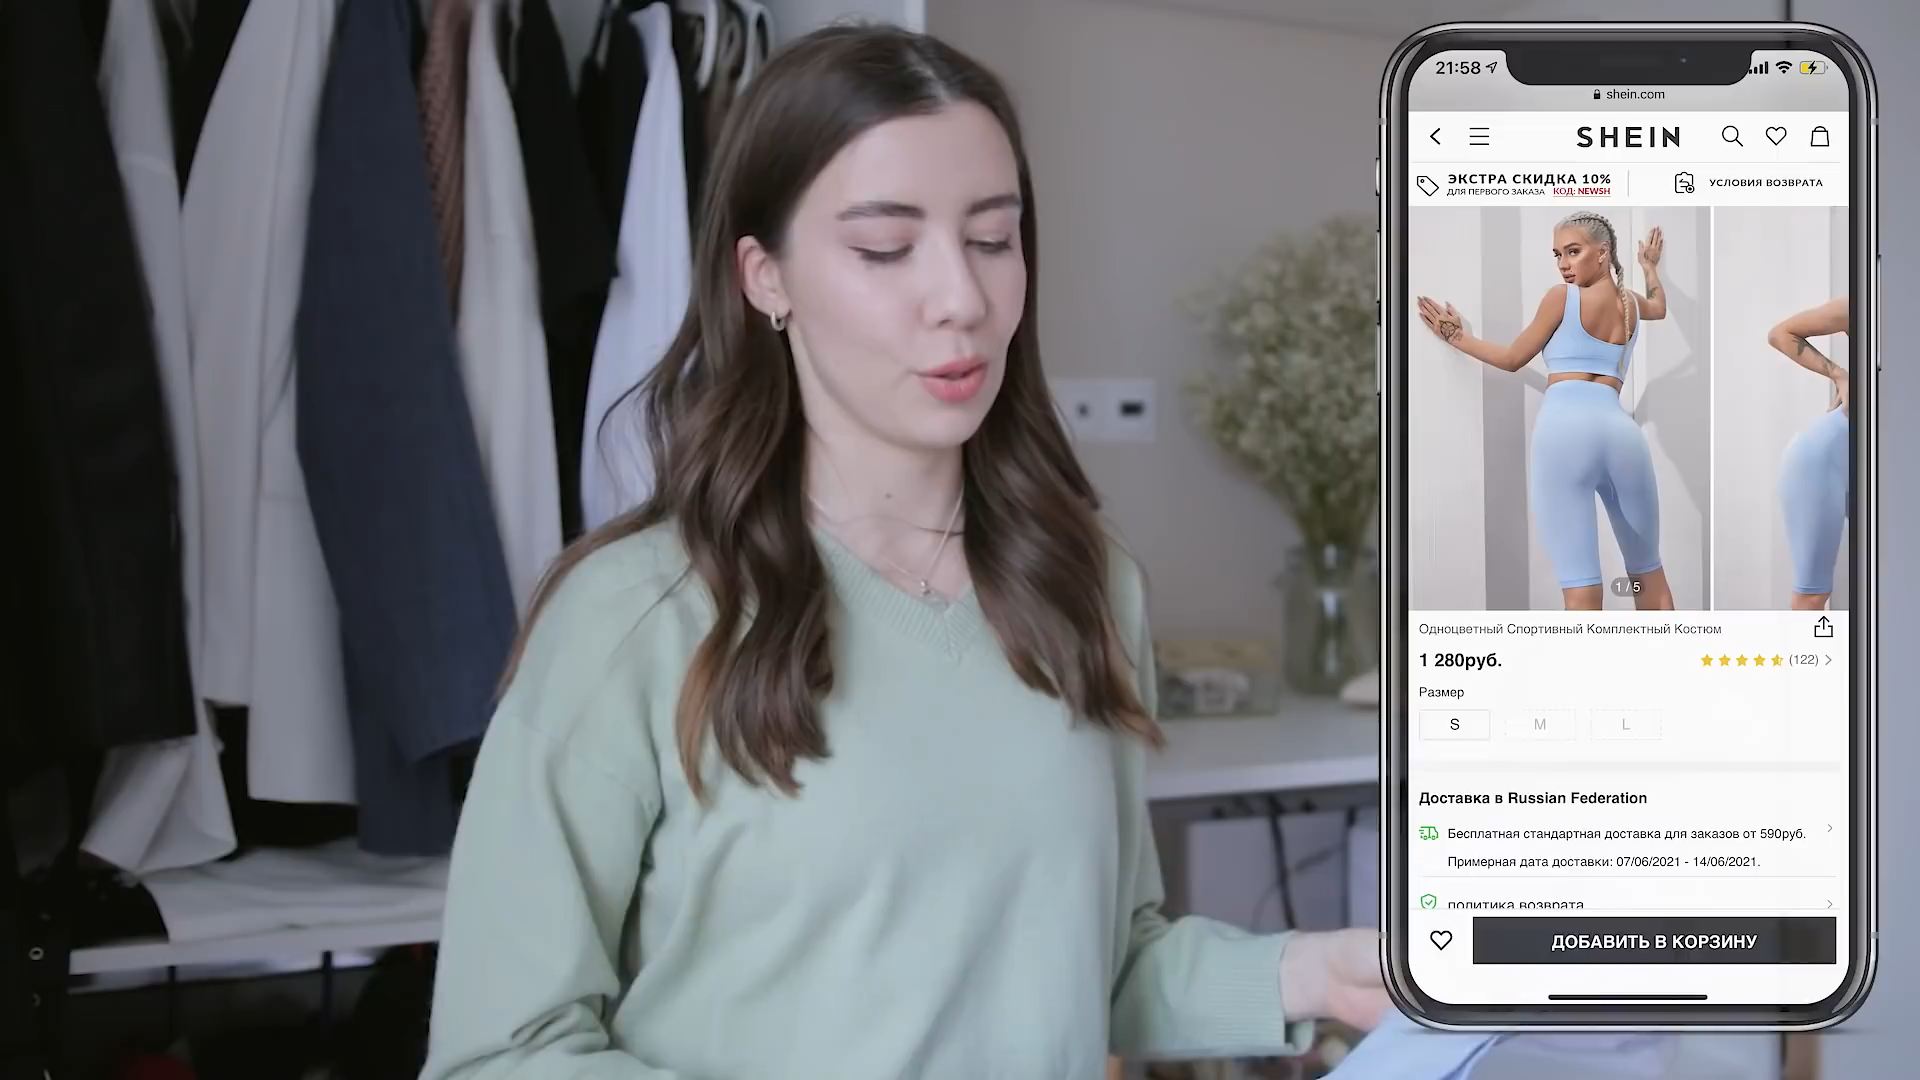 21:58
shein.com
SHEIN
ЭКСТРА СКИДКА 10%
ДЛЯ ПЕРВОГО ЗАКАЗА КОД: NEWSH
УСЛОВИЯ ВОЗВРАТА
1 / 5
Одноцветный Спортивный Комплектный Костюм
1 280руб.
(122)
Размер
S
M
L
Доставка в Russian Federation
Бесплатная стандартная доставка для заказов от 590руб.
Примерная дата доставки: 07/06/2021 - 14/06/2021.
политика возврата
ДОБАВИТЬ В КОРЗИНУ